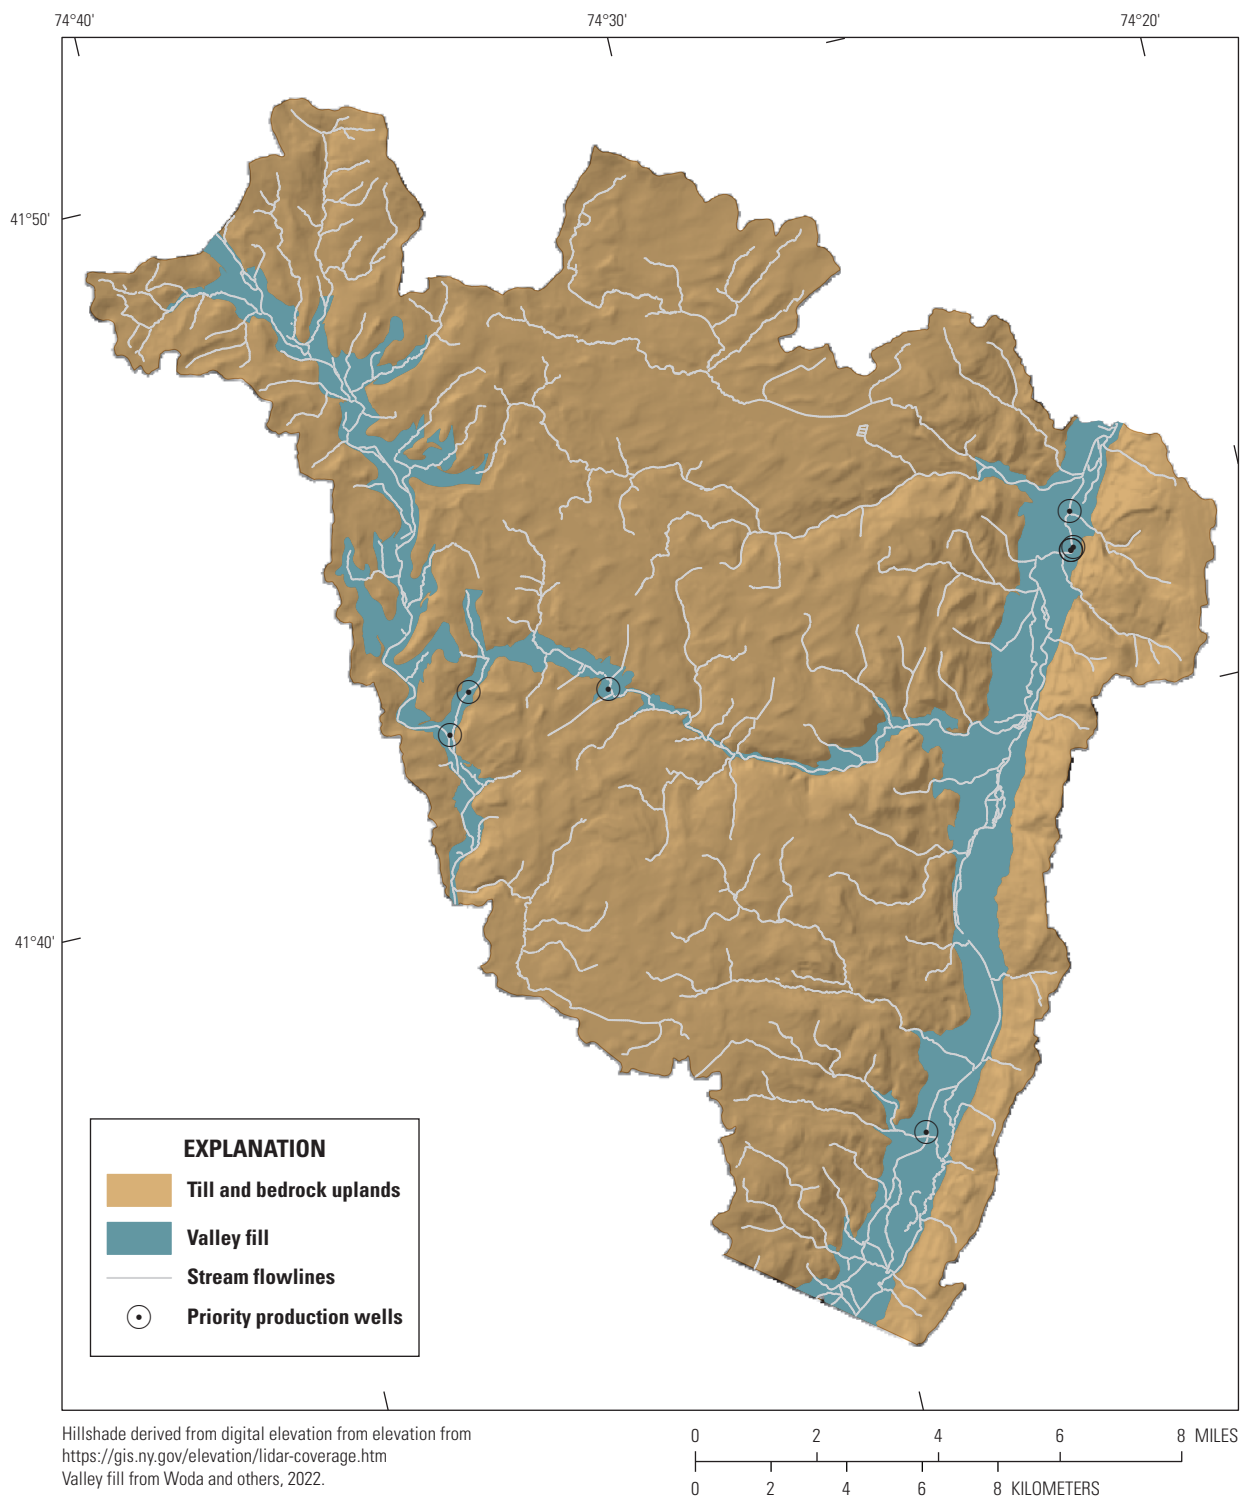 74°40'
74°30'
74°20'
41°50'
41°40'
EXPLANATION
Till and bedrock uplands
Valley fill
Stream flowlines
Priority production wells
Hillshade derived from digital elevation from elevation from
https://gis.ny.gov/elevation/lidar-coverage.htm
Valley fill from Woda and others, 2022.
0 2 4 6 8 MILES
0 2 4 6 8 KILOMETERS